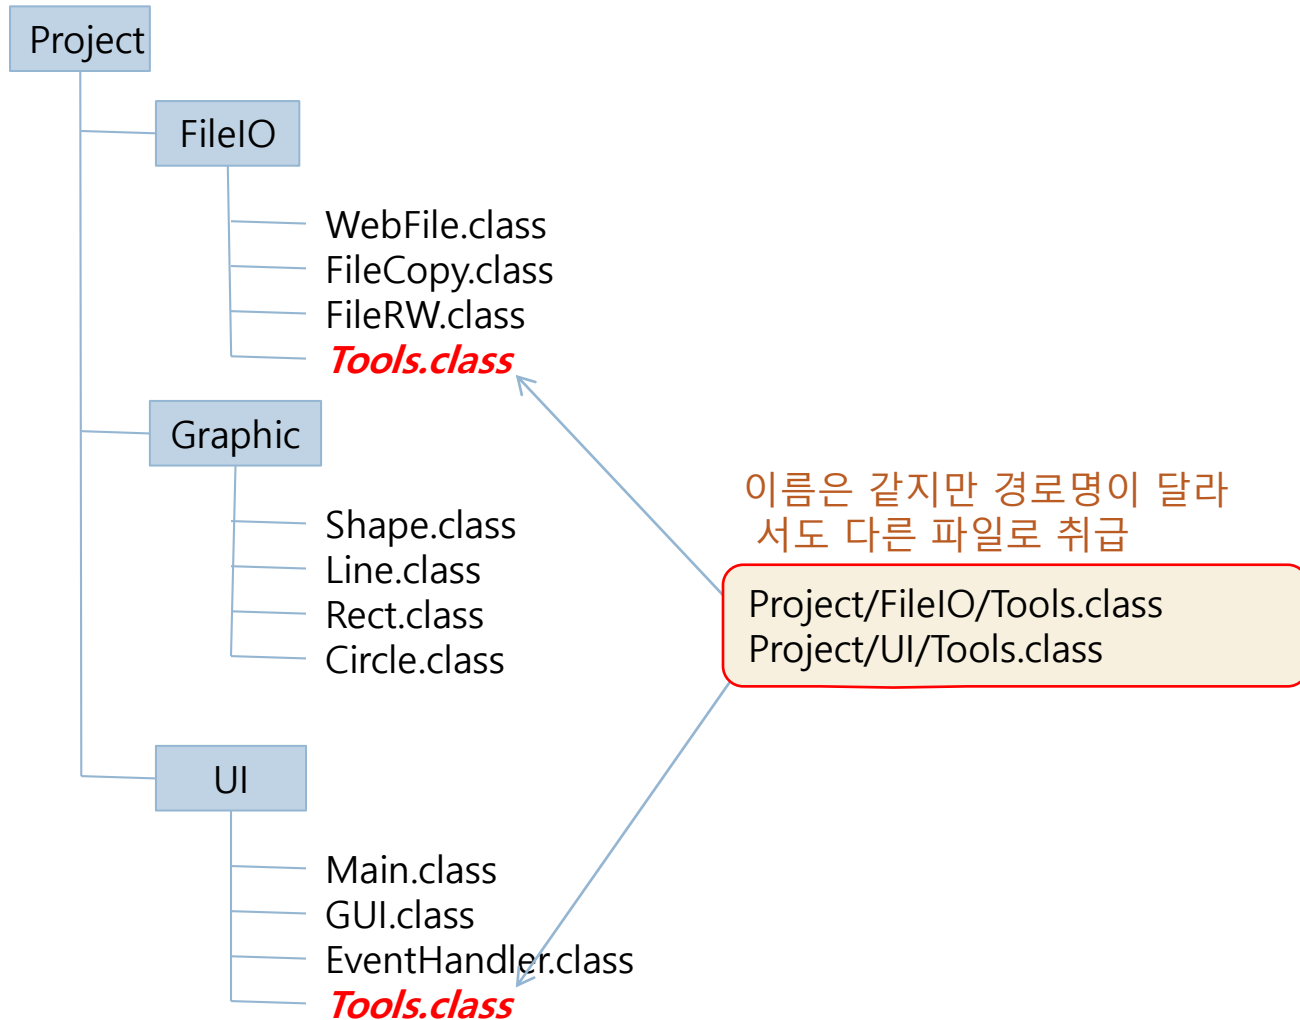 Project
FileIO
WebFile.class
FileCopy.class
FileRW.class
Tools.class
Graphic
Shape.class
Line.class
Rect.class
Circle.class
이름은 같지만 경로명이 달라
서도 다른 파일로 취급
Project/FileIO/Tools.class
Project/UI/Tools.class
UI
Main.class
GUI.class
EventHandler.class
Tools.class